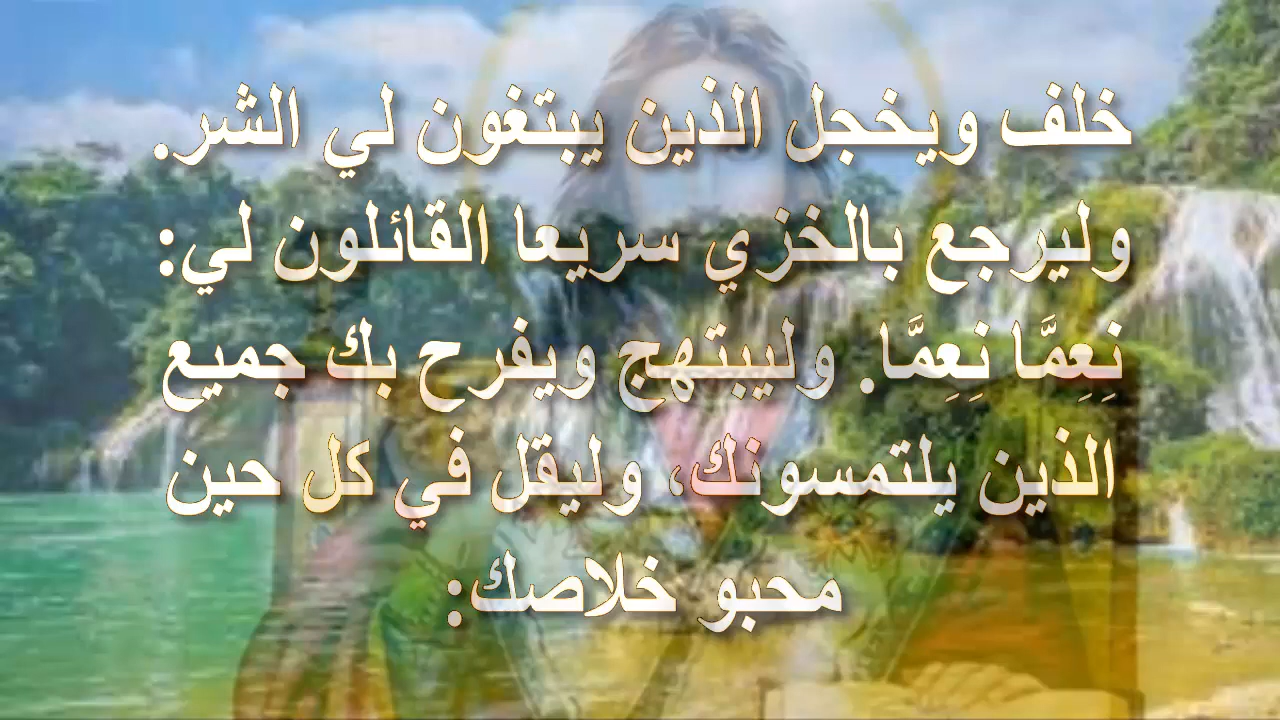 خلف ويخجل الذين يبتغون لي الشر.
وليرجع بالخزي سريعا القائلون لي:
نِعِمَّا نِعِمَّا. وليبتهج ويفرح بك جميع
الذين يلتمسونك، وليقل في كل حين
محبو خلاصك: